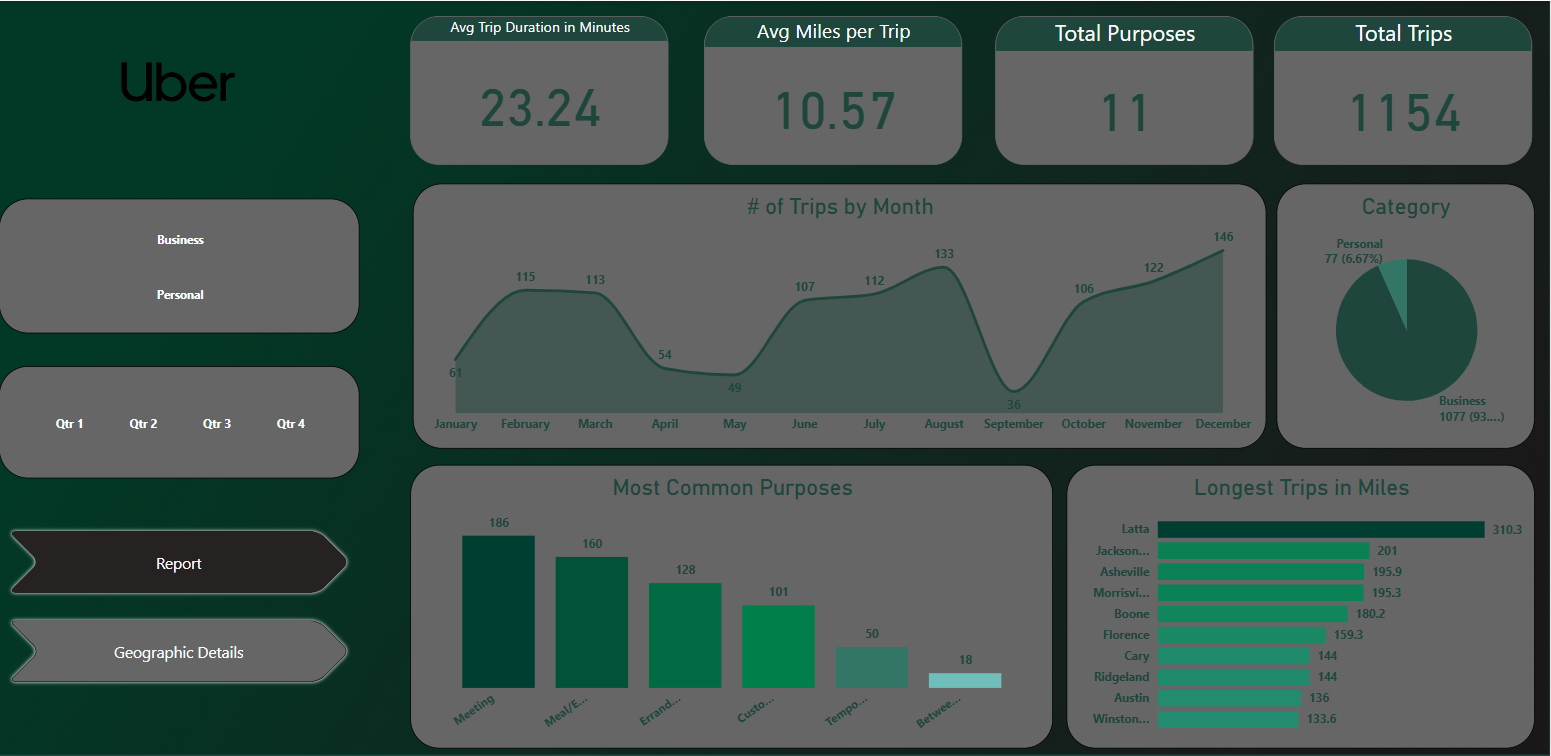 Uber
Avg Trip Duration in Minutes
23.24
Avg Miles per Trip
10.57
Total Purposes
11
Total Trips
1154
Business
Personal
Qtr 1 Qtr 2 Qtr 3 Qtr 4
Report
Geographic Details
# of Trips by Month
61
115
113
54
49
107
112
133
36
106
122
146
January February March April May June July August September October November December
Category
Personal
77 (6.67%)
Business
1077 (93....)
Most Common Purposes
186
160
128
101
50
18
Meeting
Meal/E...
Errand...
Custo...
Tempo...
Betwee...
Longest Trips in Miles
Latta 310.3
Jackson... 201
Asheville 195.9
Morrisvi... 195.3
Boone 180.2
Florence 159.3
Cary 144
Ridgeland 144
Austin 136
Winston... 133.6